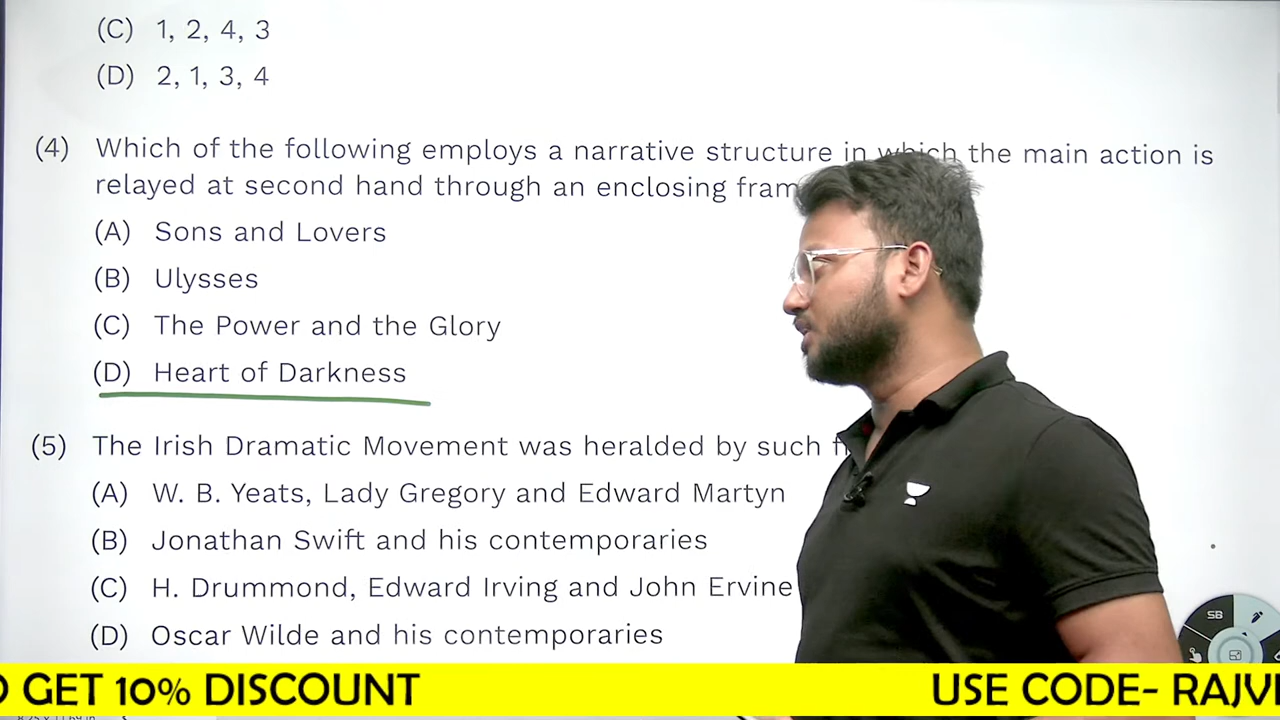 (C) 1, 2, 4, 3
(D) 2, 1, 3, 4
(4) Which of the following employs a narrative structure in which the main action is
relayed at second hand through an enclosing
(A) Sons and Lovers
(B) Ulysses
(C) The Power and the Glory
(D) Heart of Darkness
(5) The Irish Dramatic Movement was heralded by such
(A) W. B. Yeats, Lady Gregory and Edward Martyn
(B) Jonathan Swift and his contemporaries
(C) H. Drummond, Edward Irving and John Ervine
(D) Oscar Wilde and his contemporaries
SB
GET 10% DISCOUNT USE CODE-